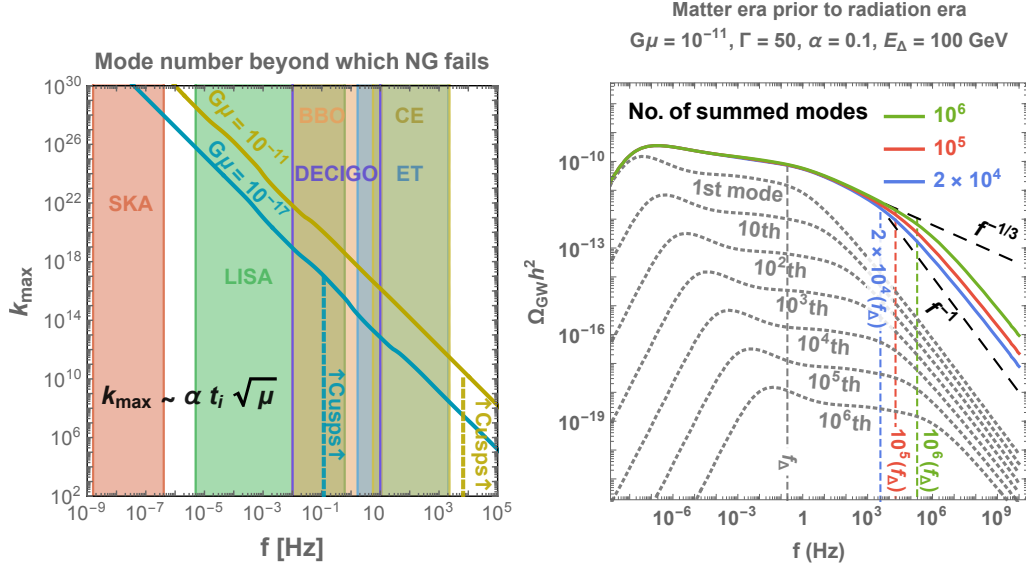 Mode number beyond which NG fails
k_max
10^30
10^26
10^22
10^18
10^14
10^10
10^6
10^2
Gμ = 10^-11
Gμ = 10^-17
SKA
LISA
BBO
DECIGO
CE
ET
k_max ~ α t_i √μ
↑Cusps↑
↑Cusps↑
10^-9
10^-7
10^-5
10^-3
10^-1
10
10^3
10^5
f [Hz]
Matter era prior to radiation era
Gμ = 10^-11, Γ = 50, α = 0.1, E_Δ = 100 GeV
No. of summed modes
10^6
10^5
2 × 10^4
Ω_GW h^2
10^-10
10^-13
10^-16
10^-19
1st mode
10th
10^2th
10^3th
10^4th
10^5th
10^6th
f^-1/3
f^-1
f_Δ
2 × 10^4(f_Δ)
10^5(f_Δ)
10^6(f_Δ)
10^-6
10^-3
1
10^3
10^6
10^9
f (Hz)